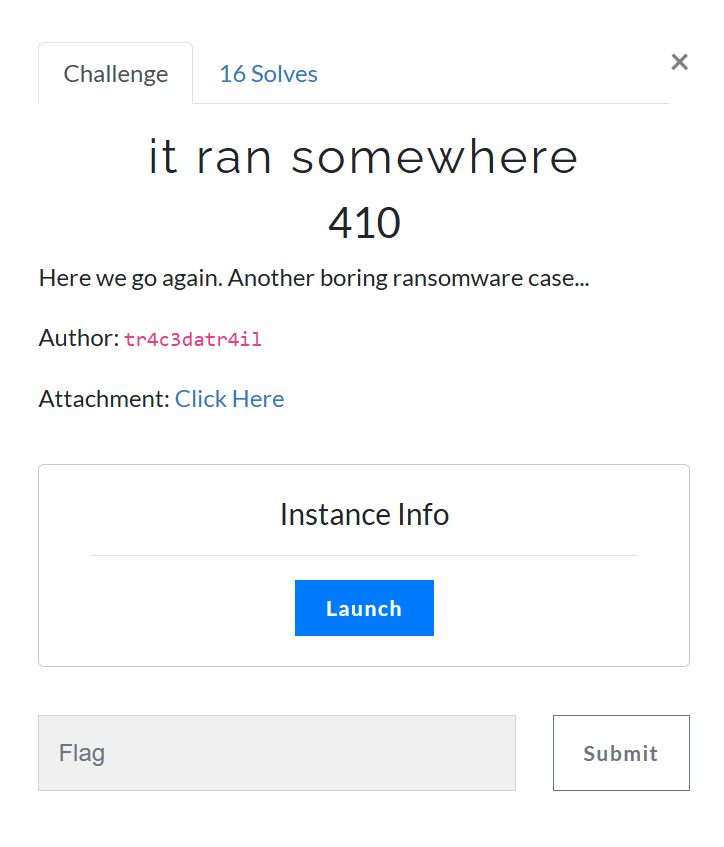 Challenge
16 Solves
×
it ran somewhere
410
Here we go again. Another boring ransomware case...
Author: tr4c3datr4il
Attachment: Click Here
Instance Info
Launch
Flag
Submit